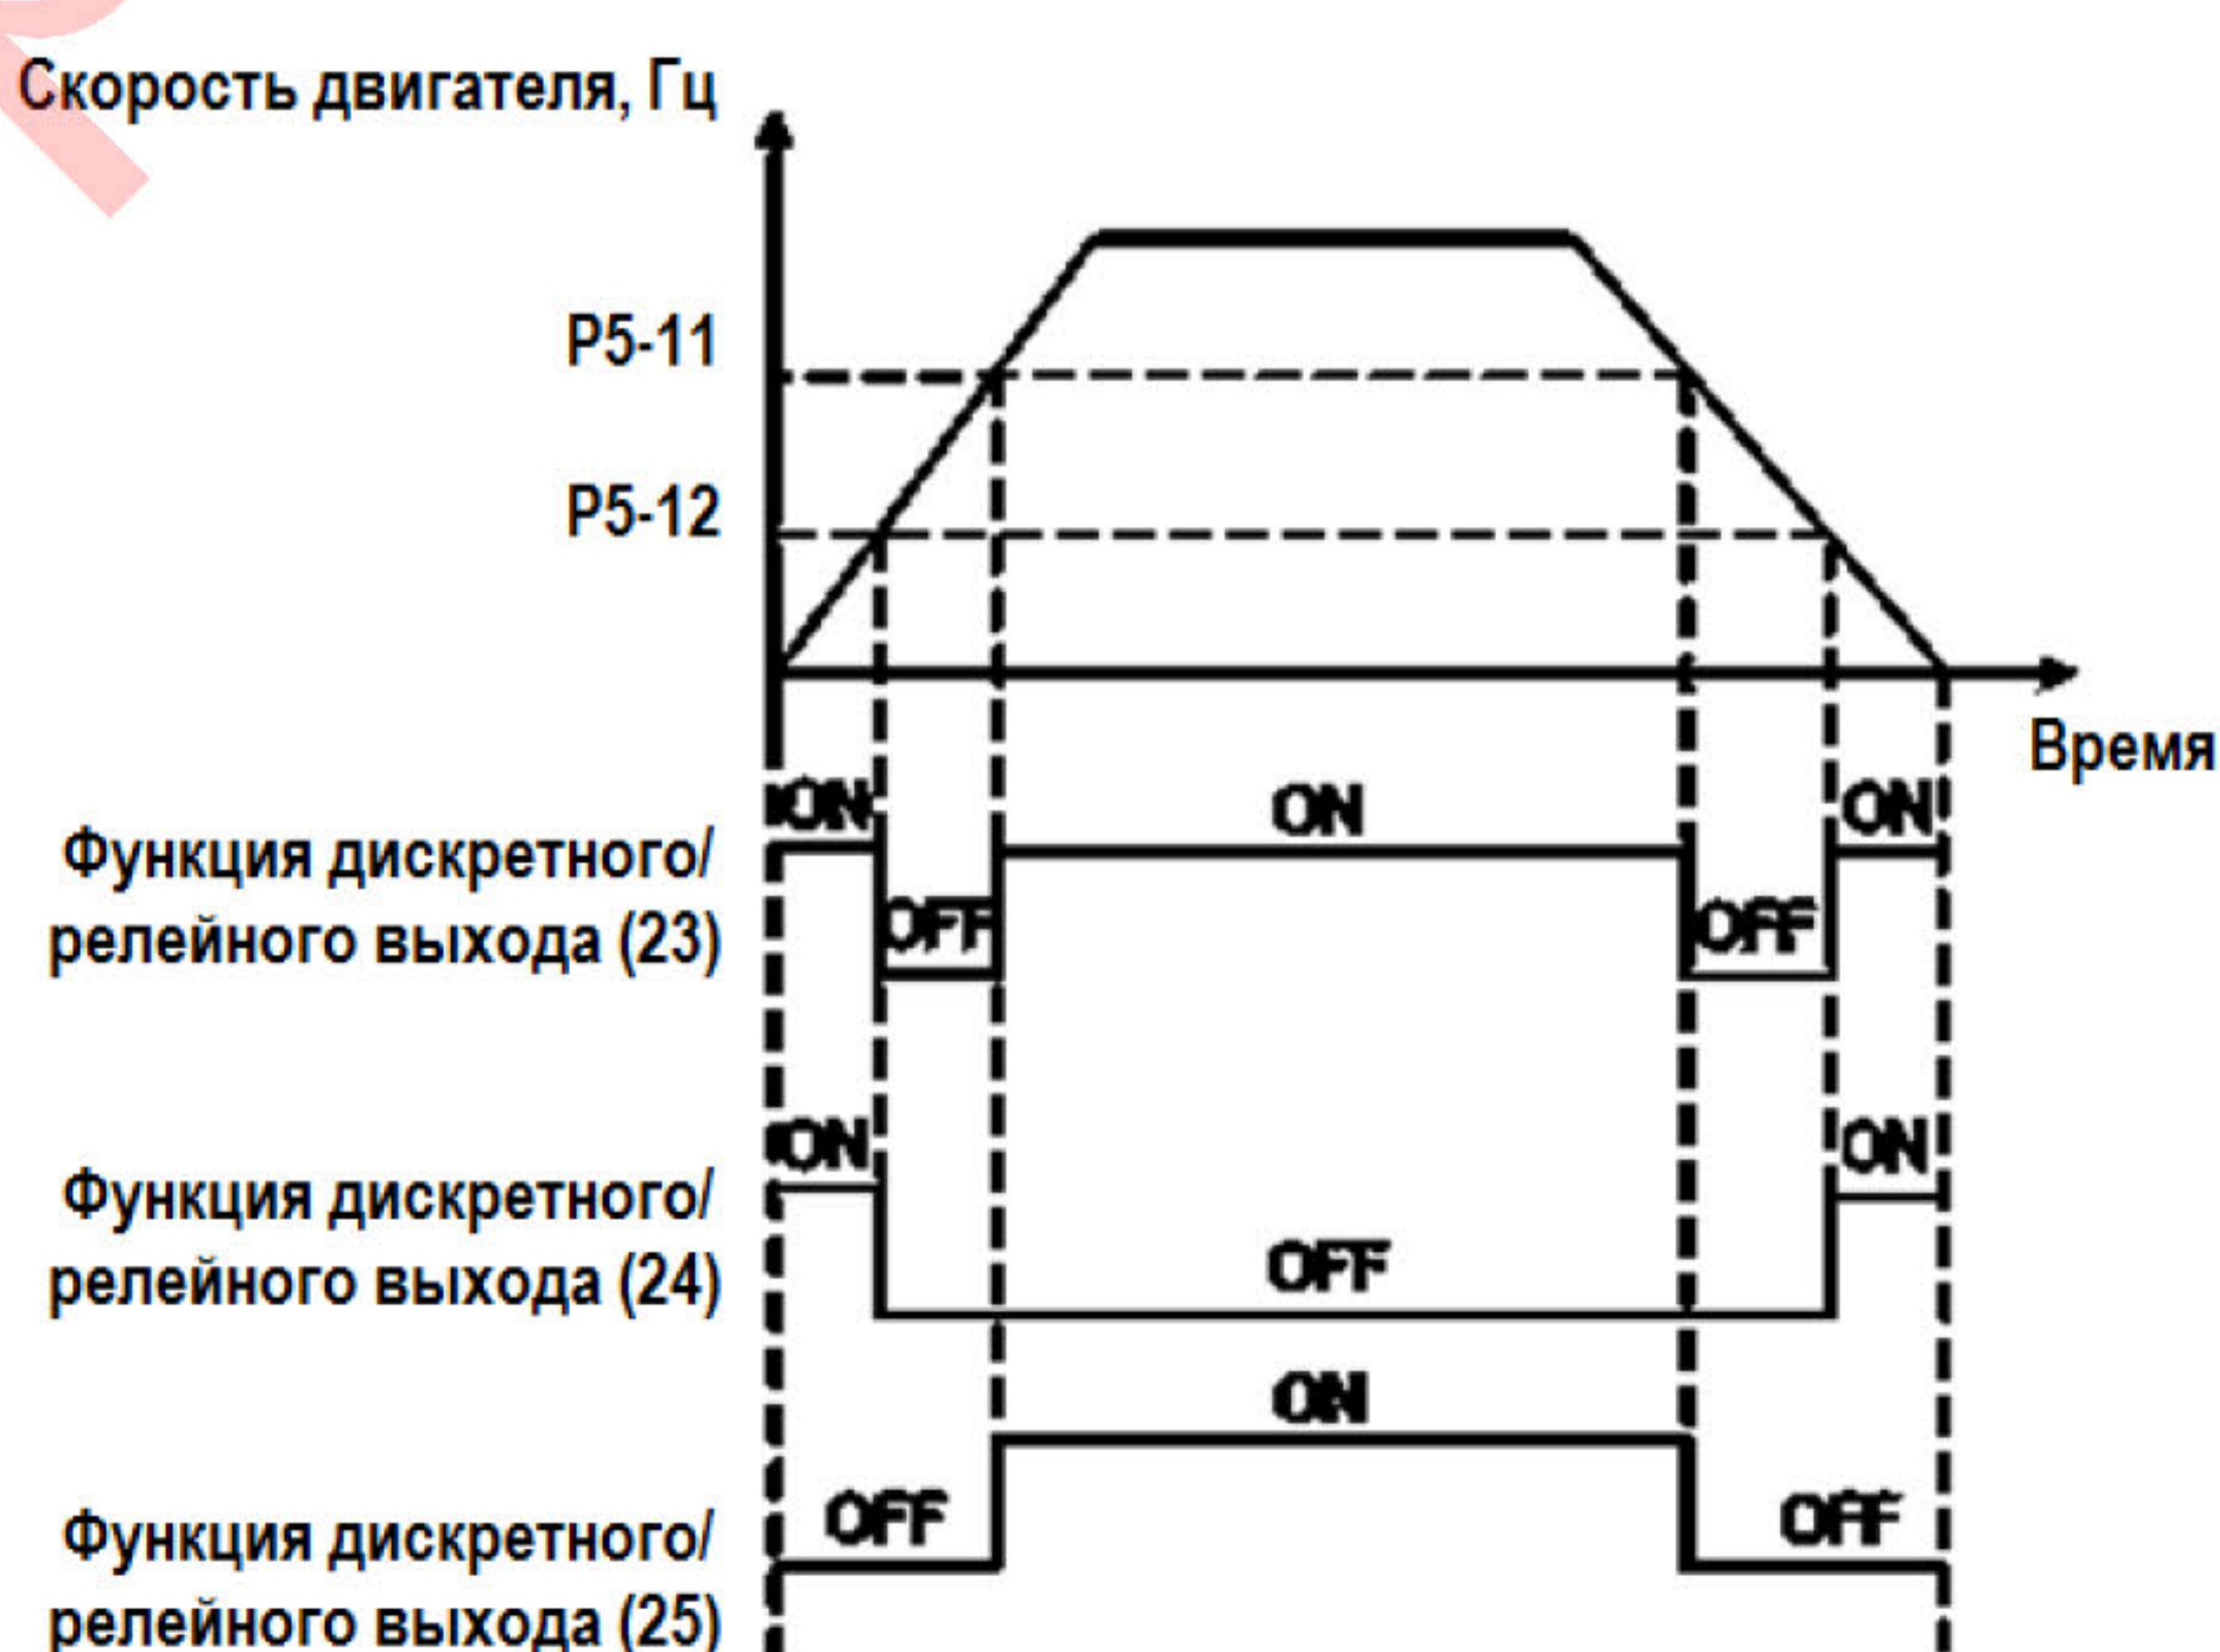 Скорость двигателя, Гц
P5-11
P5-12
Время
ON ON ON
Функция дискретного/
релейного выхода (23)
OFF OFF
ON ON
Функция дискретного/
релейного выхода (24)
OFF
ON
OFF OFF
Функция дискретного/
релейного выхода (25)